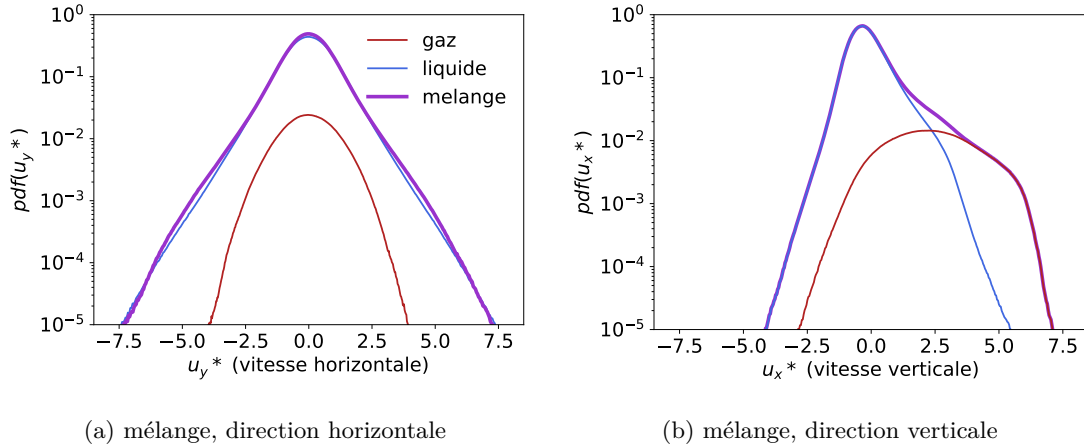 10^0
10^-1
10^-2
10^-3
10^-4
10^-5
pdf(u_y*)
gaz
liquide
melange
−7.5 −5.0 −2.5 0.0 2.5 5.0 7.5
u_y* (vitesse horizontale)
(a) mélange, direction horizontale
10^0
10^-1
10^-2
10^-3
10^-4
10^-5
pdf(u_x*)
−7.5 −5.0 −2.5 0.0 2.5 5.0 7.5
u_x* (vitesse verticale)
(b) mélange, direction verticale